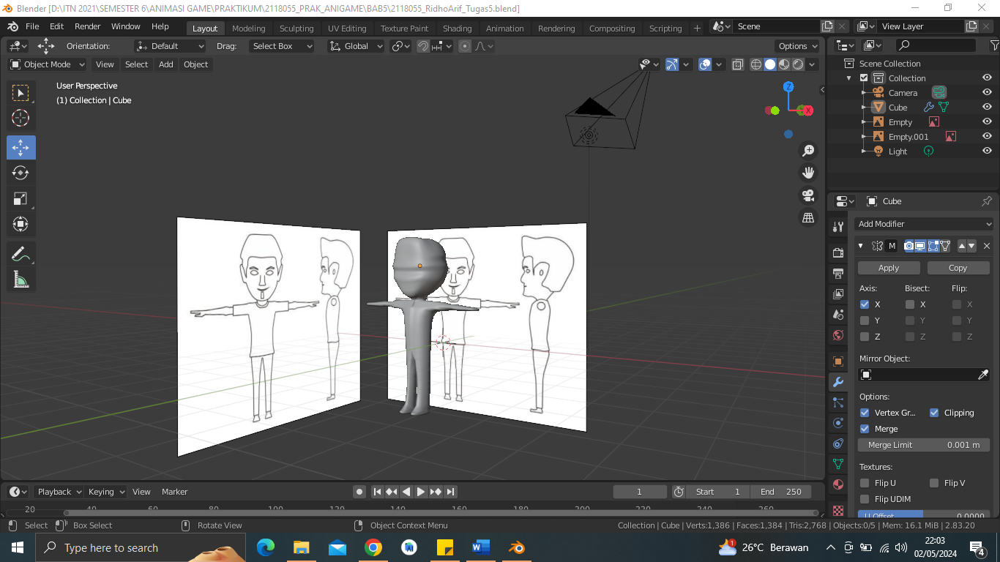 Blender [D:\ITN 2021\SEMESTER 6\ANIMASI GAME\PRAKTIKUM\2118055_PRAK_ANIGAME\BAB5\2118055_RidhoArif_Tugas5.blend]
File Edit Render Window Help Layout Modeling Sculpting UV Editing Texture Paint Shading Animation Rendering Compositing Scripting + Scene View Layer
Orientation: Default Drag: Select Box Global Options
Object Mode View Select Add Object
User Perspective
(1) Collection | Cube
Z
X
Scene Collection
Collection
Camera
Cube
Empty
Empty.001
Light
Cube
Add Modifier
M
Apply Copy
Axis: Bisect: Flip:
X X X
Y Y Y
Z Z Z
Mirror Object:
Options:
Vertex Gr... Clipping
Merge
Merge Limit 0.001 m
Textures:
Flip U Flip V
Flip UDIM
U Offset 0.0000
Playback Keying View Marker 1 Start 1 End 250
20 40 60 80 100 120 140 160 180 200 220 240 260
Select Box Select Rotate View Object Context Menu Collection | Cube | Verts:1,386 | Faces:1,384 | Tris:2,768 | Objects:0/5 | Mem: 16.1 MiB | 2.83.20
Type here to search 1 26°C Berawan 22:03
02/05/2024 4